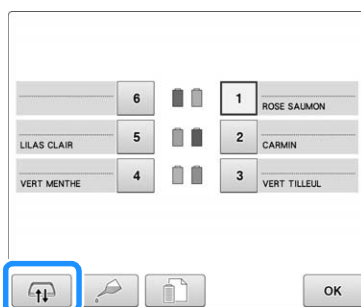 6 1 ROSE SAUMON
LILAS CLAIR 5 2 CARMIN
VERT MENTHE 4 3 VERT TILLEUL
OK